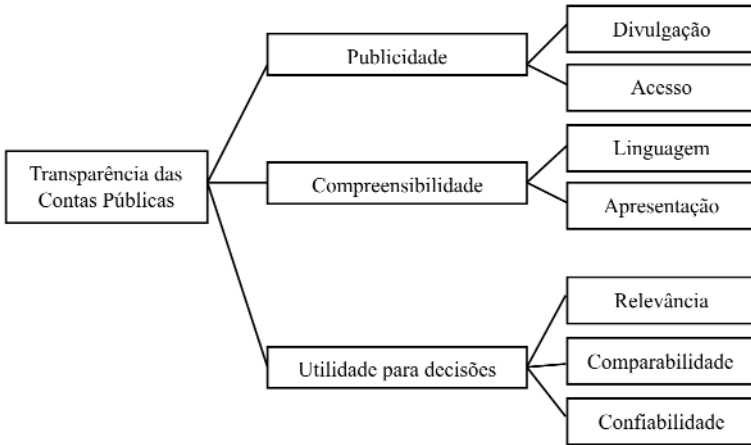 Transparência das
Contas Públicas
Publicidade
Divulgação
Acesso
Compreensibilidade
Linguagem
Apresentação
Utilidade para decisões
Relevância
Comparabilidade
Confiabilidade